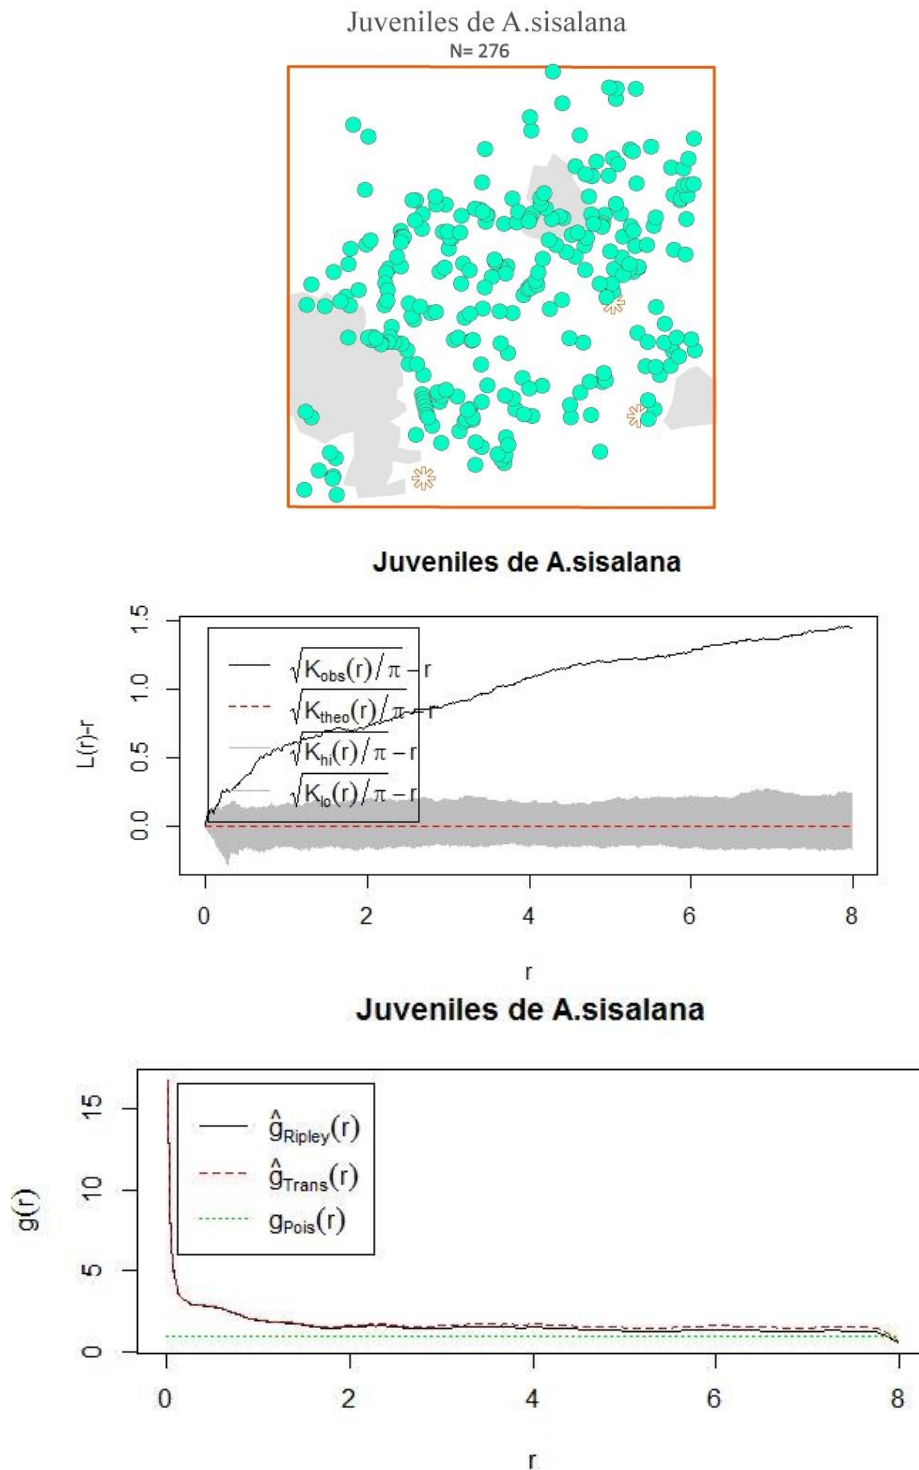 Juveniles de A.sisalana
N= 276
Juveniles de A.sisalana
L(r)-r
0.0 0.5 1.0 1.5
√K_obs(r)/π-r
√K_theo(r)/π-r
√K_hi(r)/π-r
√K_lo(r)/π-r
0 2 4 6 8
r
Juveniles de A.sisalana
g(r)
0 5 10 15
ĝ_Ripley(r)
ĝ_Trans(r)
g_Pois(r)
0 2 4 6 8
r